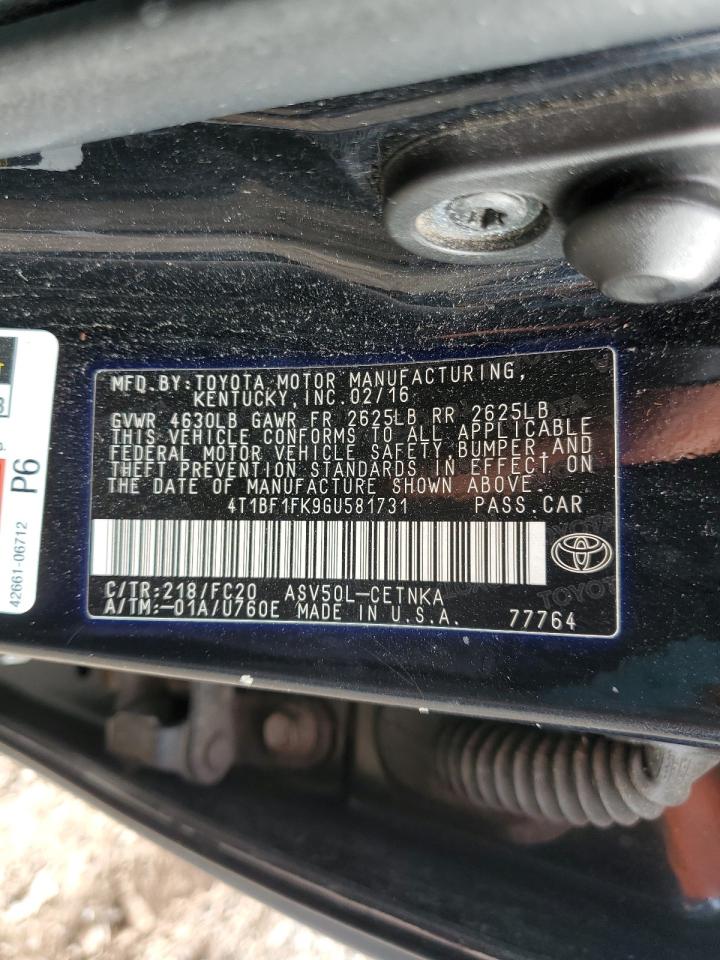 MFD. BY: TOYOTA MOTOR MANUFACTURING,
KENTUCKY, INC. 02/16
GVWR 4630LB GAWR FR 2625LB RR 2625LB
THIS VEHICLE CONFORMS TO ALL APPLICABLE
FEDERAL MOTOR VEHICLE SAFETY, BUMPER, AND
THEFT PREVENTION STANDARDS IN EFFECT ON
THE DATE OF MANUFACTURE SHOWN ABOVE.
4T1BF1FK9GU581731 PASS. CAR
C/TR: 218/FC20 ASV50L-CETNKA
A/TM:-01A/U760E MADE IN U.S.A. 77764
TOYOTA
P6
42661-06712